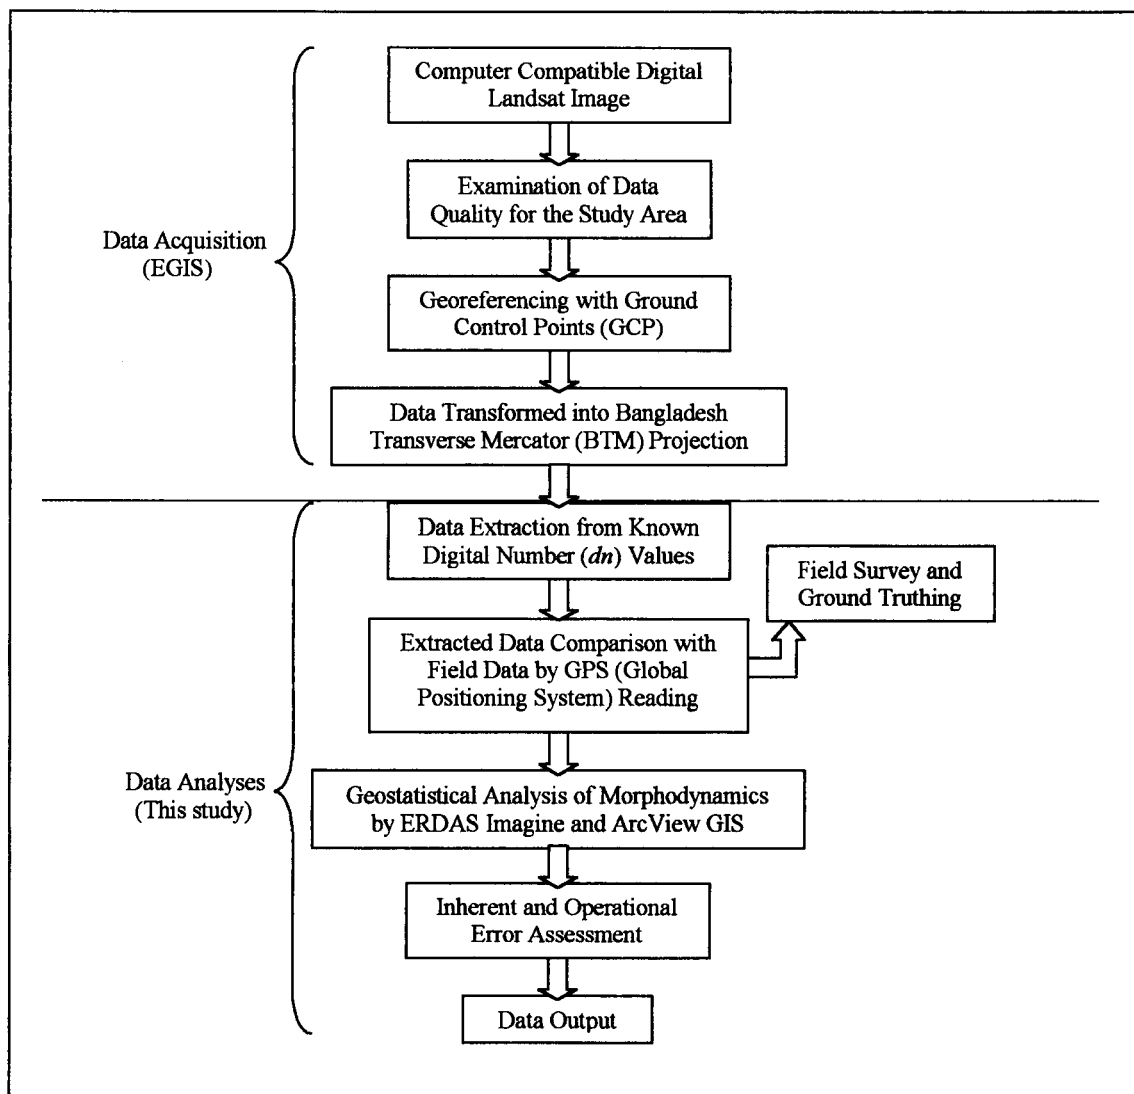 Computer Compatible Digital
Landsat Image
Examination of Data
Quality for the Study Area
Data Acquisition
(EGIS)
Georeferencing with Ground
Control Points (GCP)
Data Transformed into Bangladesh
Transverse Mercator (BTM) Projection
Data Extraction from Known
Digital Number (dn) Values
Field Survey and
Ground Truthing
Extracted Data Comparison with
Field Data by GPS (Global
Positioning System) Reading
Data Analyses
(This study)
Geostatistical Analysis of Morphodynamics
by ERDAS Imagine and ArcView GIS
Inherent and Operational
Error Assessment
Data Output